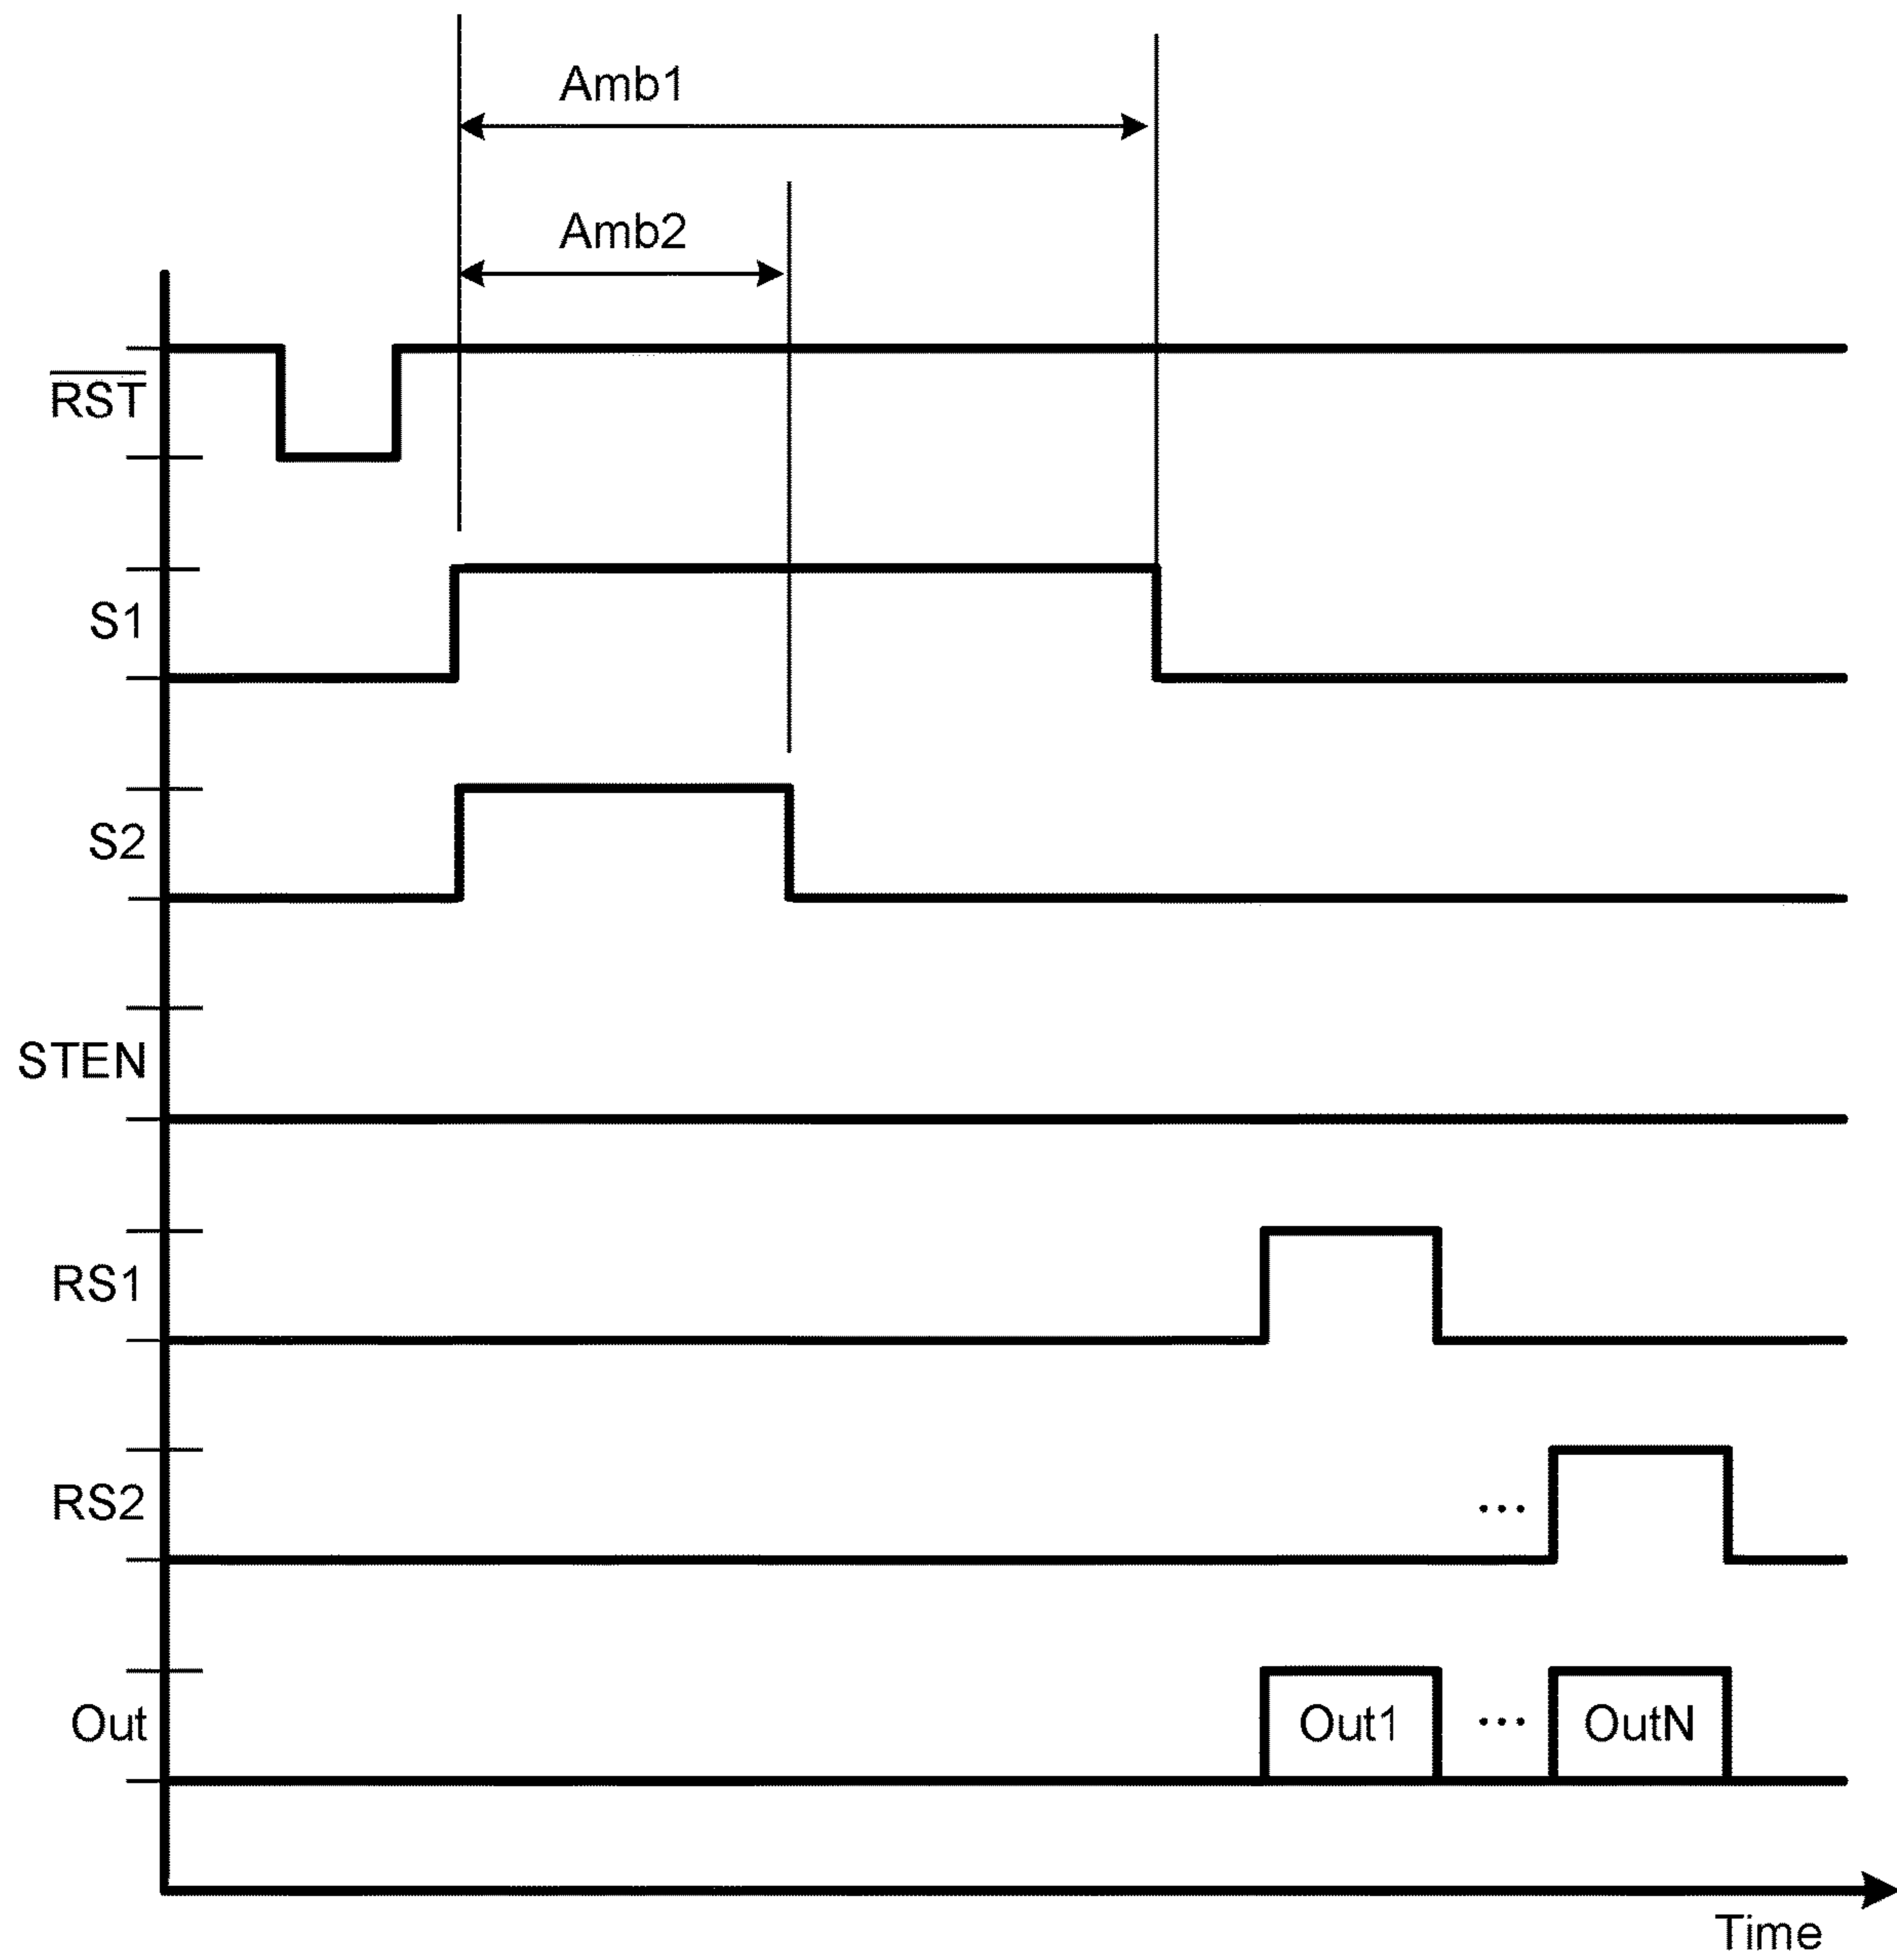 Amb1
Amb2
RST
S1
S2
STEN
RS1
RS2
...
Out
Out1
...
OutN
Time